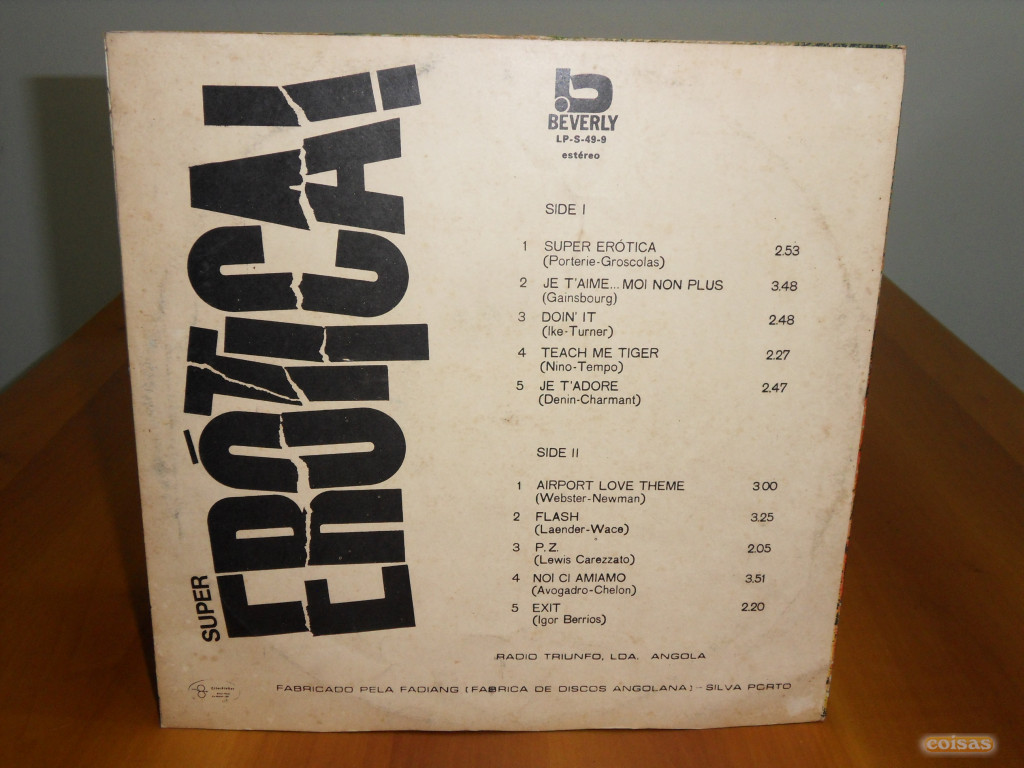 SUPER
ERÓTICA!
b
BEVERLY
LP-S-49-9
estéreo
SIDE I
1 SUPER ERÓTICA 2.53
(Porterie-Groscolas)
2 JE T'AIME... MOI NON PLUS 3.48
(Gainsbourg)
3 DOIN' IT 2.48
(Ike-Turner)
4 TEACH ME TIGER 2.27
(Nino-Tempo)
5 JE T'ADORE 2.47
(Denin-Charmant)
SIDE II
1 AIRPORT LOVE THEME 3.00
(Webster-Newman)
2 FLASH 3.25
(Laender-Wace)
3 P.Z. 2.05
(Lewis Carezzato)
4 NOI CI AMIAMO 3.51
(Avogadro-Chelon)
5 EXIT 2.20
(Igor Berrios)
RADIO TRIUNFO, LDA. ANGOLA
FABRICADO PELA FADIANG (FABRICA DE DISCOS ANGOLANA) - SILVA PORTO
coisas